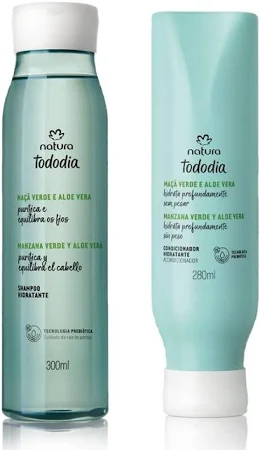 natura
tododia
MAÇÃ VERDE E ALOE VERA
purifica e
equilibra os fios
MANZANA VERDE Y ALOE VERA
purifica y
equilibra el cabello
SHAMPOO
HIDRATANTE
TECNOLOGIA PREBIÓTICA
300ml
natura
tododia
MAÇÃ VERDE E ALOE VERA
hidrata profundamente
sem pesar
MANZANA VERDE Y ALOE VERA
hidrata profundamente
sin peso
CONDICIONADOR
HIDRATANTE
ACONDICIONADOR
TECNOLOGIA
PREBIÓTICA
280ml